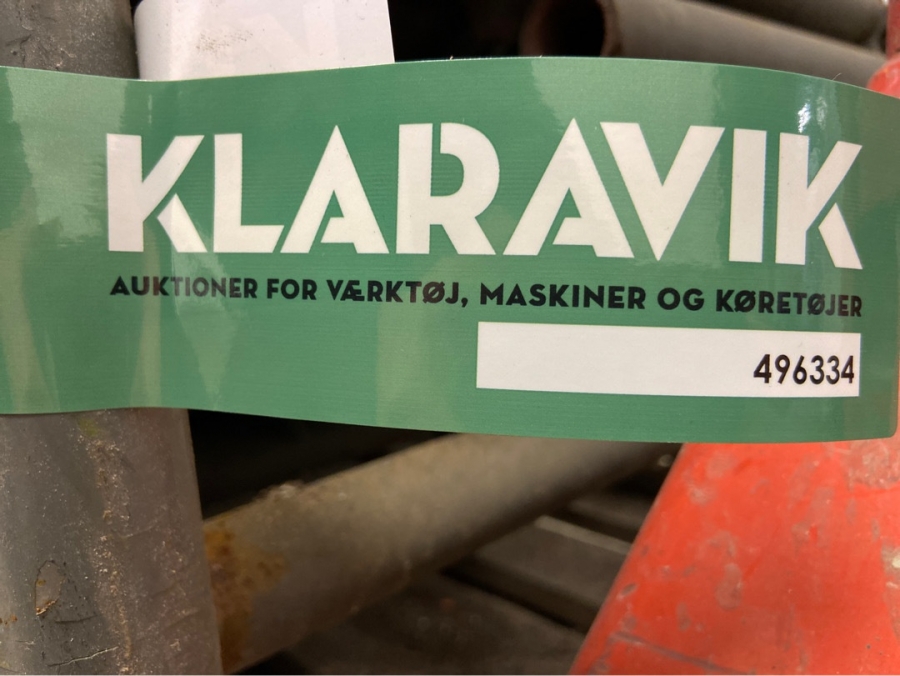 KLARAVIK
AUKTIONER FOR VÆRKTØJ, MASKINER OG KØRETØJER
496334